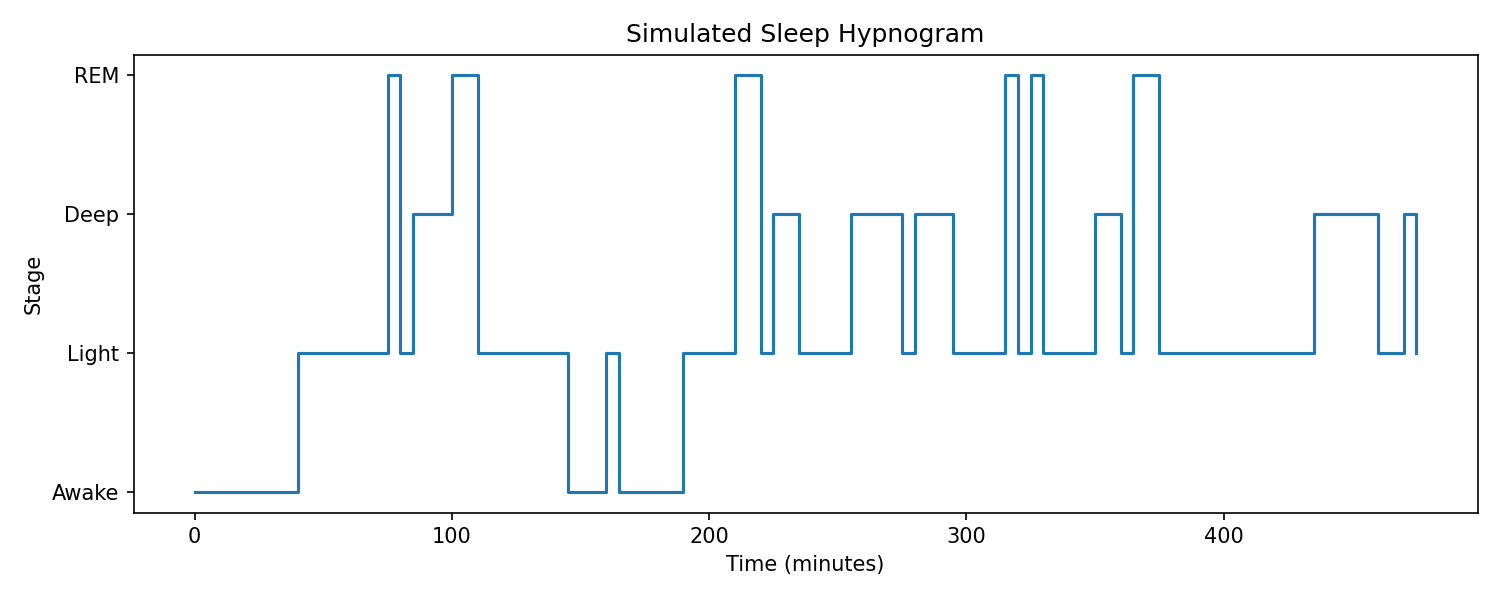 Simulated Sleep Hypnogram
REM
Deep
Light
Awake
Stage
0 100 200 300 400
Time (minutes)